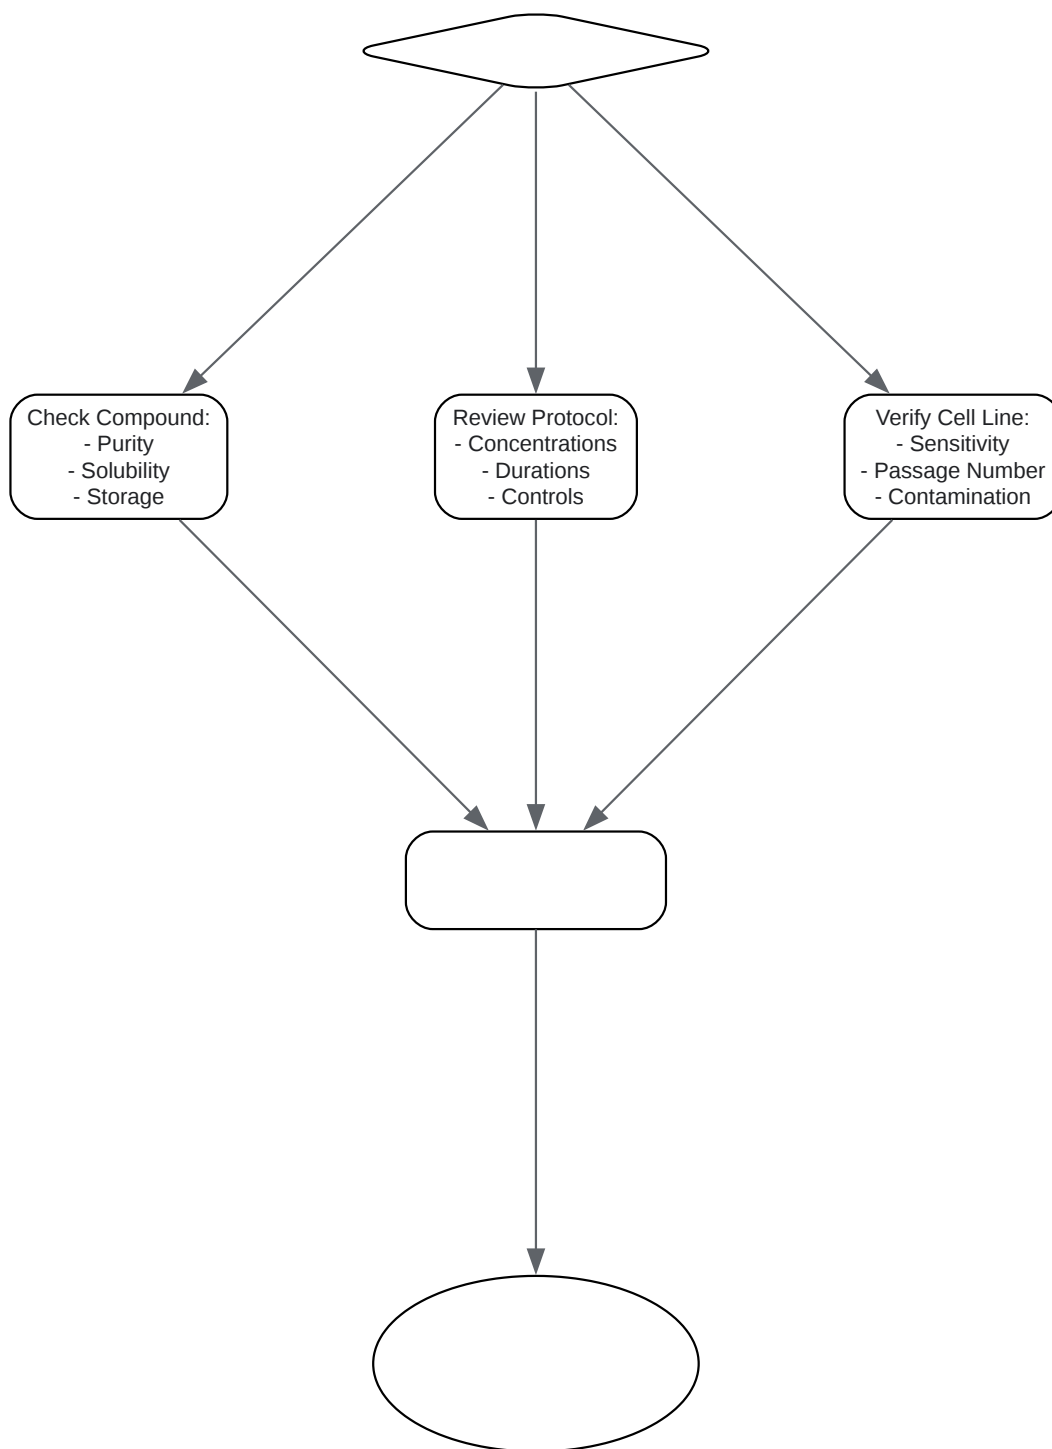 Check Compound:
- Purity
- Solubility
- Storage
Review Protocol:
- Concentrations
- Durations
- Controls
Verify Cell Line:
- Sensitivity
- Passage Number
- Contamination